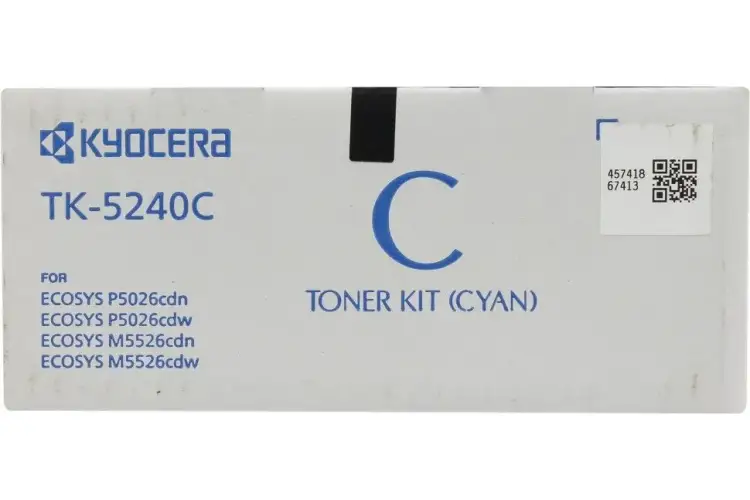 KYOCERA
TK-5240C
FOR
ECOSYS P5026cdn
ECOSYS P5026cdw
ECOSYS M5526cdn
ECOSYS M5526cdw
C
TONER KIT (CYAN)
457418
67413